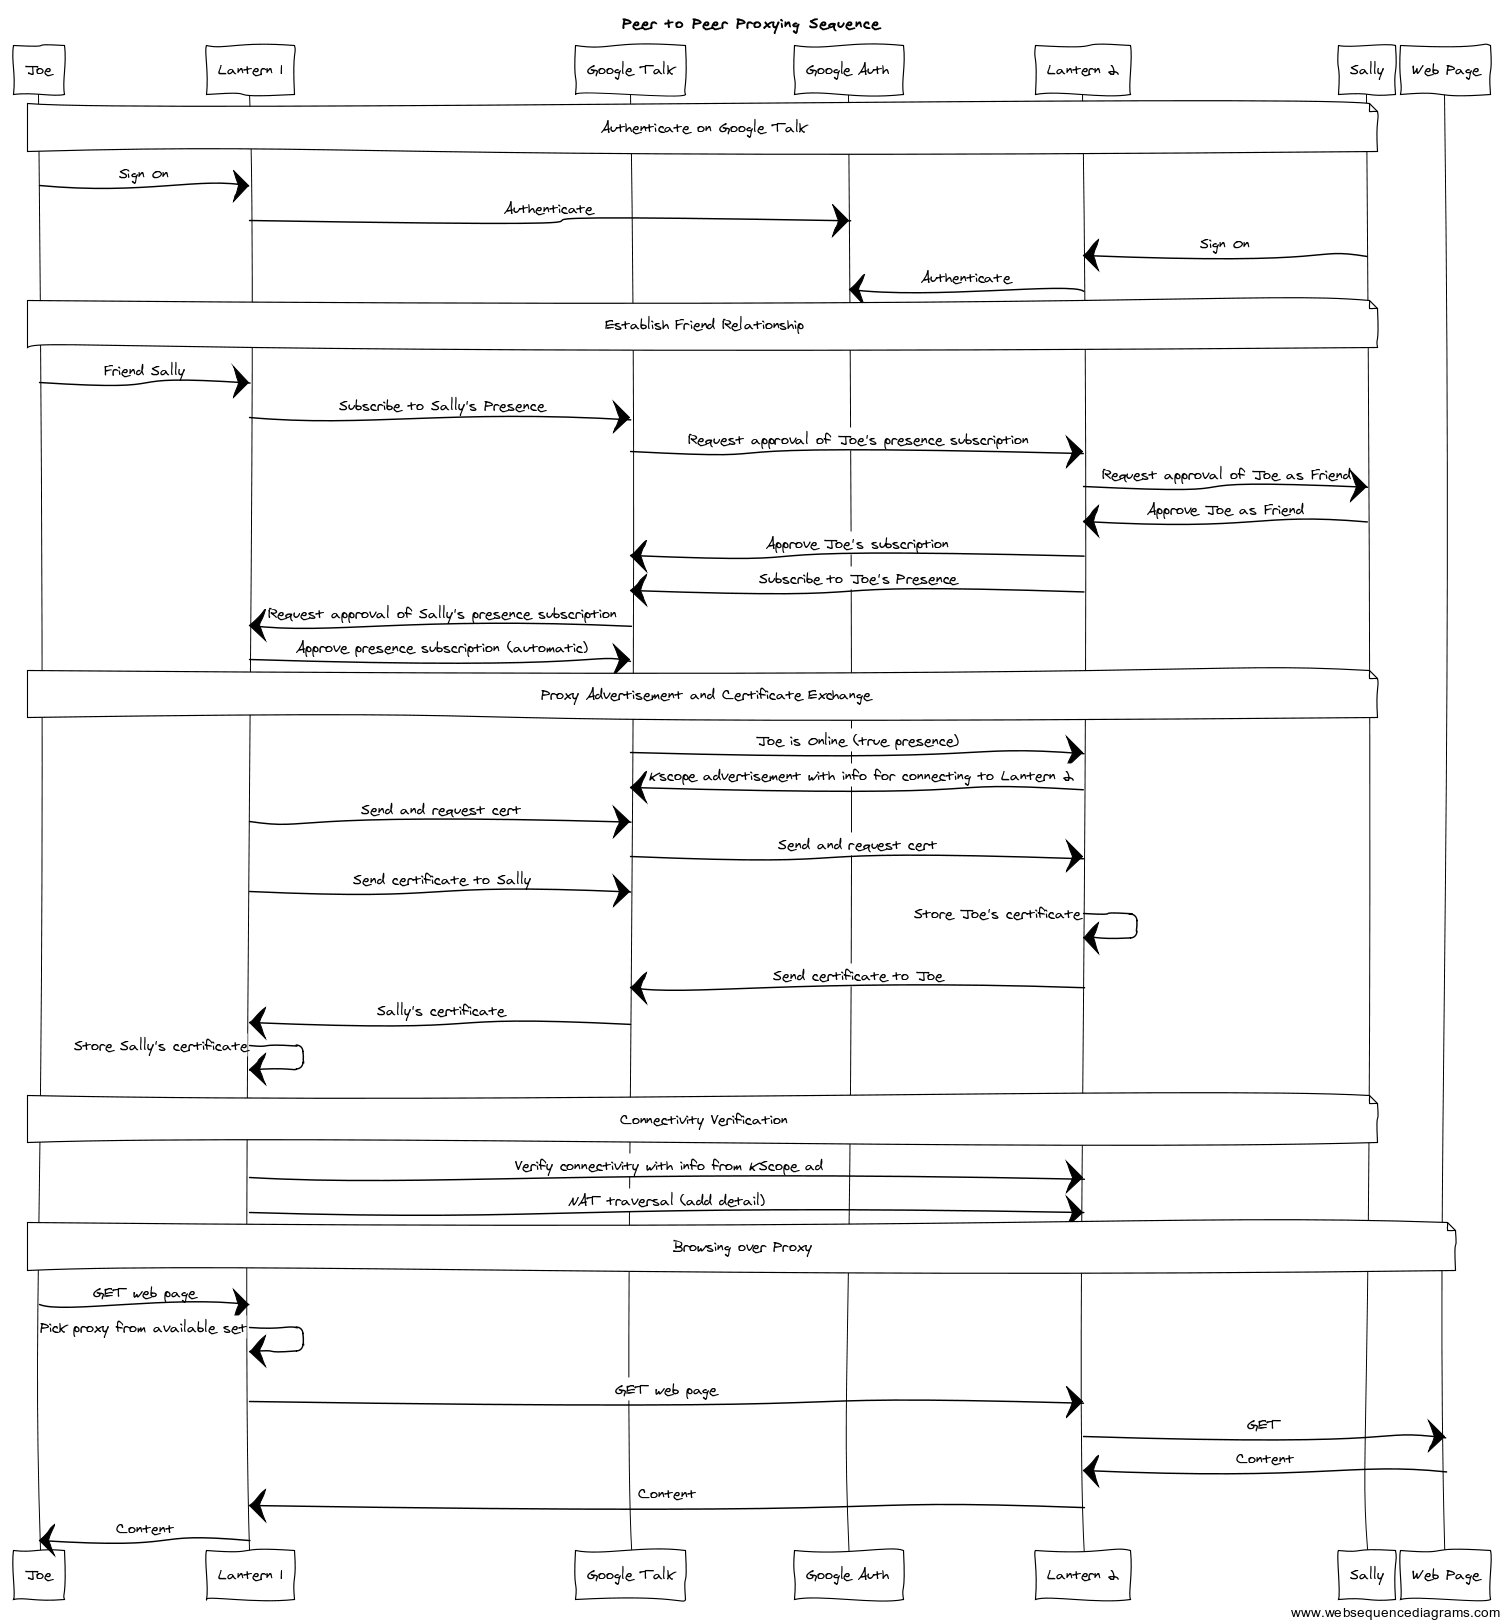 Peer to Peer Proxying Sequence
Joe
Lantern 1
Google Talk
Google Auth
Lantern 2
Sally
Web Page
Authenticate on Google Talk
Sign On
Authenticate
Sign On
Authenticate
Establish Friend Relationship
Friend Sally
Subscribe to Sally's Presence
Request approval of Joe's presence subscription
Request approval of Joe as Friend
Approve Joe as Friend
Approve Joe's subscription
Subscribe to Joe's Presence
Request approval of Sally's presence subscription
Approve presence subscription (automatic)
Proxy Advertisement and Certificate Exchange
Joe is Online (true presence)
kscope advertisement with info for connecting to Lantern 2
Send and request cert
Send and request cert
Send certificate to Sally
Store Joe's certificate
Send certificate to Joe
Sally's certificate
Store Sally's certificate
Connectivity Verification
Verify connectivity with info from kScope ad
NAT traversal (add detail)
Browsing over Proxy
GET web page
Pick proxy from available set
GET web page
GET
Content
Content
Content
Joe
Lantern 1
Google Talk
Google Auth
Lantern 2
Sally
Web Page
www.websequencediagrams.com